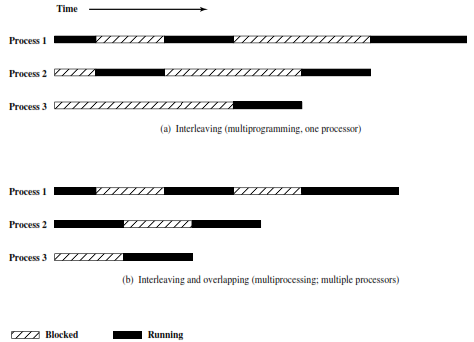 Time
Process 1
Process 2
Process 3
(a) Interleaving (multiprogramming, one processor)
Process 1
Process 2
Process 3
(b) Interleaving and overlapping (multiprocessing; multiple processors)
Blocked Running